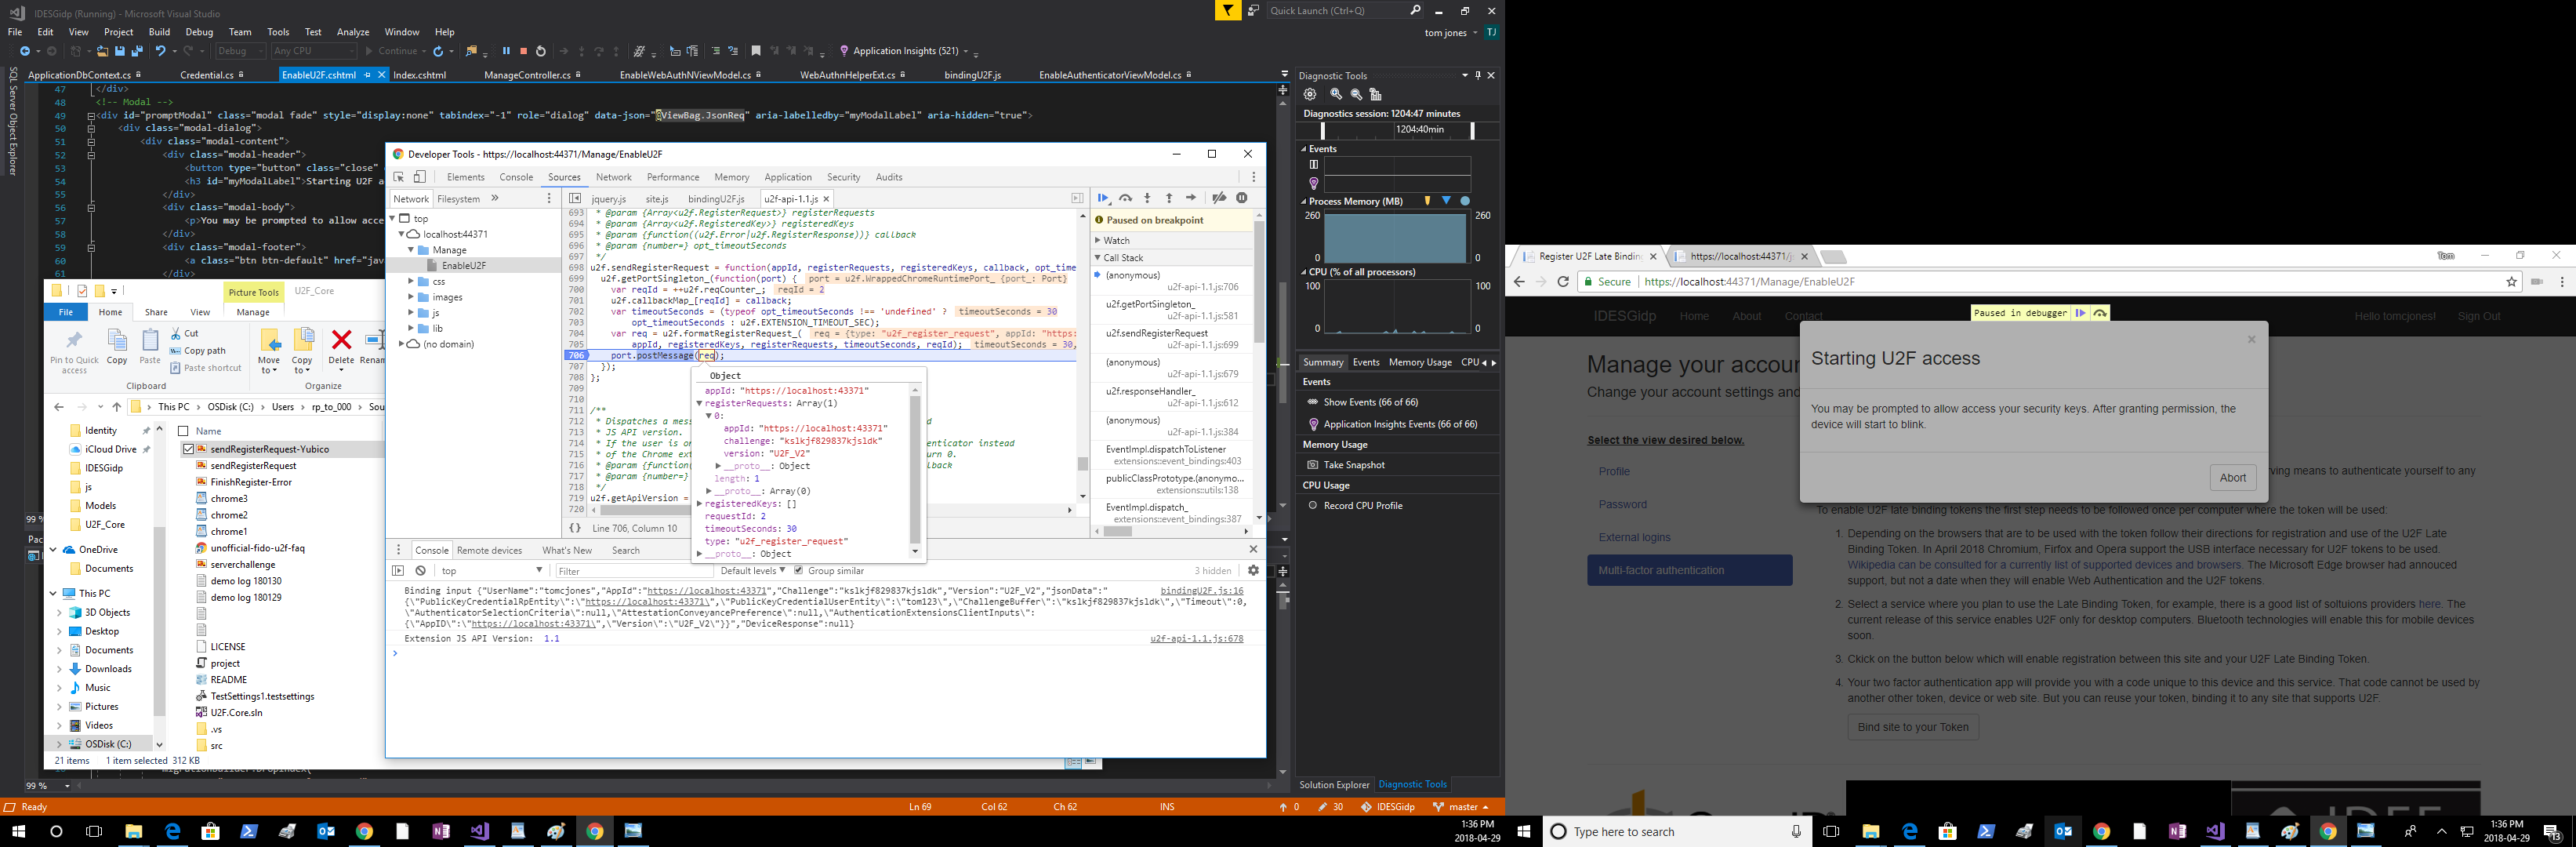 IDESGidp (Running) - Microsoft Visual Studio
Quick Launch (Ctrl+Q)
File Edit View Project Build Debug Team Tools Test Analyze Window Help
tom jones TJ
Debug Any CPU Continue Application Insights (521)
SQL Server Object Explorer
ApplicationDbContext.cs Credential.cs EnableU2F.cshtml Index.cshtml ManageController.cs EnableWebAuthNViewModel.cs WebAuthnHelperExt.cs bindingU2F.js EnableAuthenticatorViewModel.cs
47 </div>
48 <!-- Modal -->
49 <div id="promptModal" class="modal fade" style="display:none" tabindex="-1" role="dialog" data-json="@ViewBag.JsonReq" aria-labelledby="myModalLabel" aria-hidden="true">
50 <div class="modal-dialog">
51 <div class="modal-content">
52 <div class="modal-header">
53 <button type="button" class="close"
54 <h3 id="myModalLabel">Starting U2F a
55 </div>
56 <div class="modal-body">
57 <p>You may be prompted to allow acce
58 </div>
59 <div class="modal-footer">
60 <a class="btn btn-default" href="jav
61 </div>
Picture Tools U2F_Core
File Home Share View Manage
Pin to Quick access Copy Paste Cut Copy path Paste shortcut Move to Copy to Delete Renam
Clipboard Organize
This PC OSDisk (C:) Users rp_to_000 Sou
Identity
iCloud Drive
IDESGidp
js
Models
U2F_Core
OneDrive
Documents
This PC
3D Objects
Desktop
Documents
Downloads
Music
Pictures
Videos
OSDisk (C:)
Name
sendRegisterRequest-Yubico
sendRegisterRequest
FinishRegister-Error
chrome3
chrome2
chrome1
unofficial-fido-u2f-faq
serverchallenge
demo log 180130
demo log 180129
LICENSE
project
README
TestSettings1.testsettings
U2F.Core.sln
.vs
src
21 items 1 item selected 312 KB
99 %
Pac
99 %
Developer Tools - https://localhost:44371/Manage/EnableU2F
Elements Console Sources Network Performance Memory Application Security Audits
Network Filesystem »
top
localhost:44371
Manage
EnableU2F
css
images
js
lib
(no domain)
jquery.js site.js bindingU2F.js u2f-api-1.1.js ×
693 * @param {Array<u2f.RegisterRequest>} registerRequests
694 * @param {Array<u2f.RegisteredKey>} registeredKeys
695 * @param {function((u2f.Error|u2f.RegisterResponse))} callback
696 * @param {number=} opt_timeoutSeconds
697 */
698 u2f.sendRegisterRequest = function(appId, registerRequests, registeredKeys, callback, opt_time
699 u2f.getPortSingleton_(function(port) { port = u2f.WrappedChromeRuntimePort_ {port_: Port}
700 var reqId = ++u2f.reqCounter_; reqId = 2
701 u2f.callbackMap_[reqId] = callback;
702 var timeoutSeconds = (typeof opt_timeoutSeconds !== 'undefined' ? timeoutSeconds = 30
703 opt_timeoutSeconds : u2f.EXTENSION_TIMEOUT_SEC);
704 var req = u2f.formatRegisterRequest_( req = {type: "u2f_register_request", appId: "https:
705 appId, registeredKeys, registerRequests, timeoutSeconds, reqId); timeoutSeconds = 30,
706 port.postMessage(req);
707 });
708 };
709
710
711 /**
712 * Dispatches a mess
713 * JS API version.
714 * If the user is on enticator instead
715 * of the Chrome ext urn 0.
716 * @param {function( lback
717 * @param {number=}
718 */
719 u2f.getApiVersion =
720
Line 706, Column 10
Object
appId: "https://localhost:44371"
registerRequests: Array(1)
0:
appId: "https://localhost:44371"
challenge: "kslkjf829837kjsldk"
version: "U2F_V2"
__proto__: Object
length: 1
__proto__: Array(0)
registeredKeys: []
requestId: 2
timeoutSeconds: 30
type: "u2f_register_request"
__proto__: Object
Paused on breakpoint
Watch
Call Stack
(anonymous)
u2f-api-1.1.js:706
u2f.getPortSingleton_
u2f-api-1.1.js:581
u2f.sendRegisterRequest
u2f-api-1.1.js:699
(anonymous)
u2f-api-1.1.js:679
u2f.responseHandler_
u2f-api-1.1.js:612
(anonymous)
u2f-api-1.1.js:384
EventImpl.dispatchToListener
extensions::event_bindings:403
publicClassPrototype.(anonymo…
extensions::utils:138
EventImpl.dispatch_
extensions::event_bindings:387
Console Remote devices What's New Search
top Filter Default levels Group similar 3 hidden
Binding input {"UserName":"tomcjones","AppId":"https://localhost:44371","Challenge":"kslkjf829837kjsldk","Version":"U2F_V2","jsonData":" bindingU2F.js:16
{\"PublicKeyCredentialRpEntity\":\"https://localhost:44371\",\"PublicKeyCredentialUserEntity\":\"tom123\",\"ChallengeBuffer\":\"kslkjf829837kjsldk\",\"Timeout\":0,
\"AuthenticatorSelectionCriteria\":null,\"AttestationConveyancePreference\":null,\"AuthenticationExtensionsClientInputs\":
{\"AppID\":\"https://localhost:44371\",\"Version\":\"U2F_V2\"}}","DeviceResponse":null}
Extension JS API Version: 1.1 u2f-api-1.1.js:678
Diagnostic Tools
Diagnostics session: 1204:47 minutes
1204:40min
Events
Process Memory (MB)
260 260
0 0
CPU (% of all processors)
100 100
0 0
Summary Events Memory Usage CPU
Events
Show Events (66 of 66)
Application Insights Events (66 of 66)
Memory Usage
Take Snapshot
CPU Usage
Record CPU Profile
Solution Explorer Diagnostic Tools
Ready Ln 69 Col 62 Ch 62 INS 0 30 IDESGidp master
1:36 PM
2018-04-29
Register U2F Late Bindin × https://localhost:44371/j × Tom
Secure https://localhost:44371/Manage/EnableU2F
Paused in debugger
IDESGidp Home About Contact Hello tomcjones! Sign Out
Manage your accour
Change your account settings and
Select the view desired below.
Profile
Password
External logins
Multi-factor authentication
Starting U2F access
×
You may be prompted to allow access your security keys. After granting permission, the
device will start to blink.
Abort
rving means to authenticate yourself to any
To enable U2F late binding tokens the first step needs to be followed once per computer where the token will be used:
1. Depending on the browsers that are to be used with the token follow their directions for registration and use of the U2F Late
Binding Token. In April 2018 Chromium, Firfox and Opera support the USB interface necessary for U2F tokens to be used.
Wikipedia can be consulted for a currently list of supported devices and browsers. The Microsoft Edge browser had annouced
support, but not a date when they will enable Web Authentication and the U2F tokens.
2. Select a service where you plan to use the Late Binding Token, for example, there is a good list of soltuions providers here. The
current release of this service enables U2F only for desktop computers. Bluetooth technologies will enable this for mobile devices
soon.
3. Ckick on the button below which will enable registration between this site and your U2F Late Binding Token.
4. Your two factor authentication app will provide you with a code unique to this device and this service. That code cannot be used by
another other token, device or web site. But you can reuse your token, binding it to any site that supports U2F.
Bind site to your Token
Type here to search
1:36 PM
2018-04-29
13